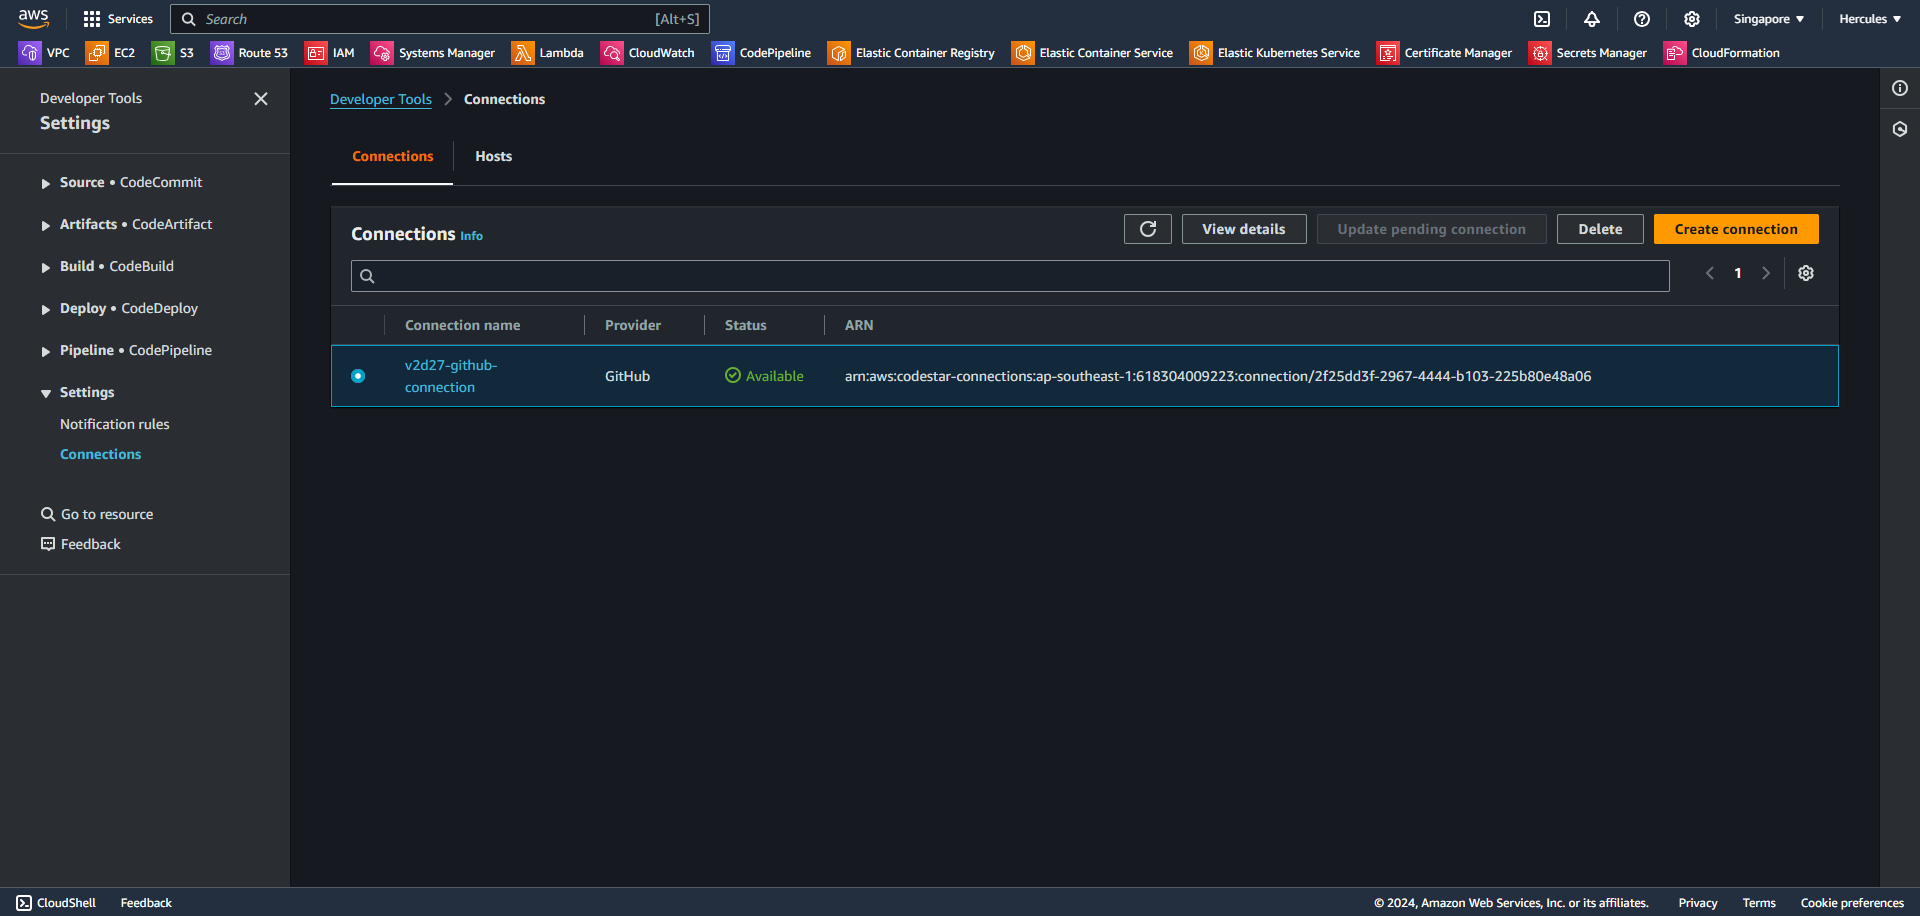 aws
Services
Search
[Alt+S]
Singapore
Hercules
VPC
EC2
S3
Route 53
IAM
Systems Manager
Lambda
CloudWatch
CodePipeline
Elastic Container Registry
Elastic Container Service
Elastic Kubernetes Service
Certificate Manager
Secrets Manager
CloudFormation
Developer Tools
Settings
Source • CodeCommit
Artifacts • CodeArtifact
Build • CodeBuild
Deploy • CodeDeploy
Pipeline • CodePipeline
Settings
Notification rules
Connections
Go to resource
Feedback
Developer Tools
Connections
Connections
Hosts
Connections Info
View details
Update pending connection
Delete
Create connection
1
Connection name
Provider
Status
ARN
v2d27-github-
connection
GitHub
Available
arn:aws:codestar-connections:ap-southeast-1:618304009223:connection/2f25dd3f-2967-4444-b103-225b80e48a06
CloudShell
Feedback
© 2024, Amazon Web Services, Inc. or its affiliates.
Privacy
Terms
Cookie preferences